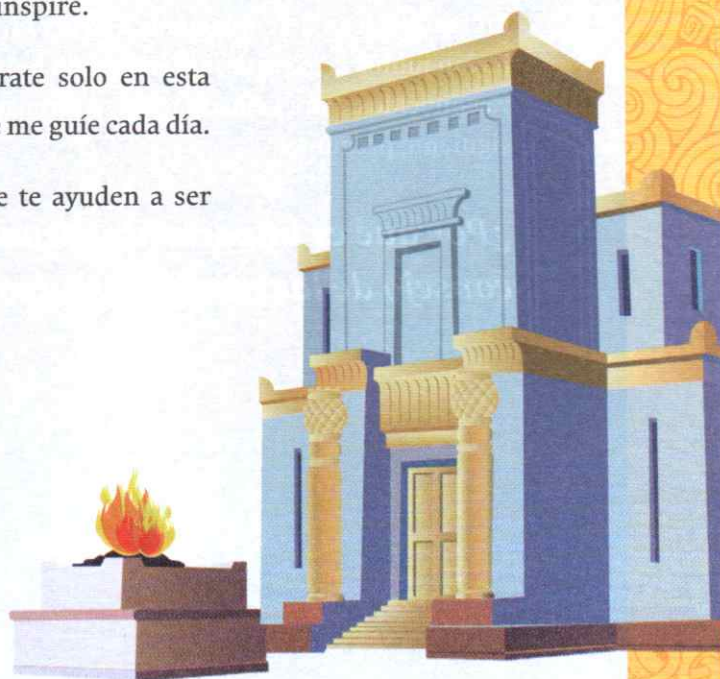 inspire.
rate solo en esta
me guíe cada día.
e te ayuden a ser